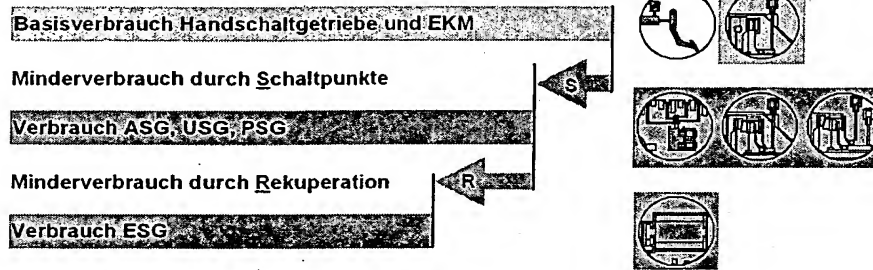 Basisverbrauch Handschaltgetriebe und EKM
Minderverbrauch durch Schaltpunkte
S
Verbrauch ASG, USG, PSG
Minderverbrauch durch Rekuperation
R
Verbrauch ESG